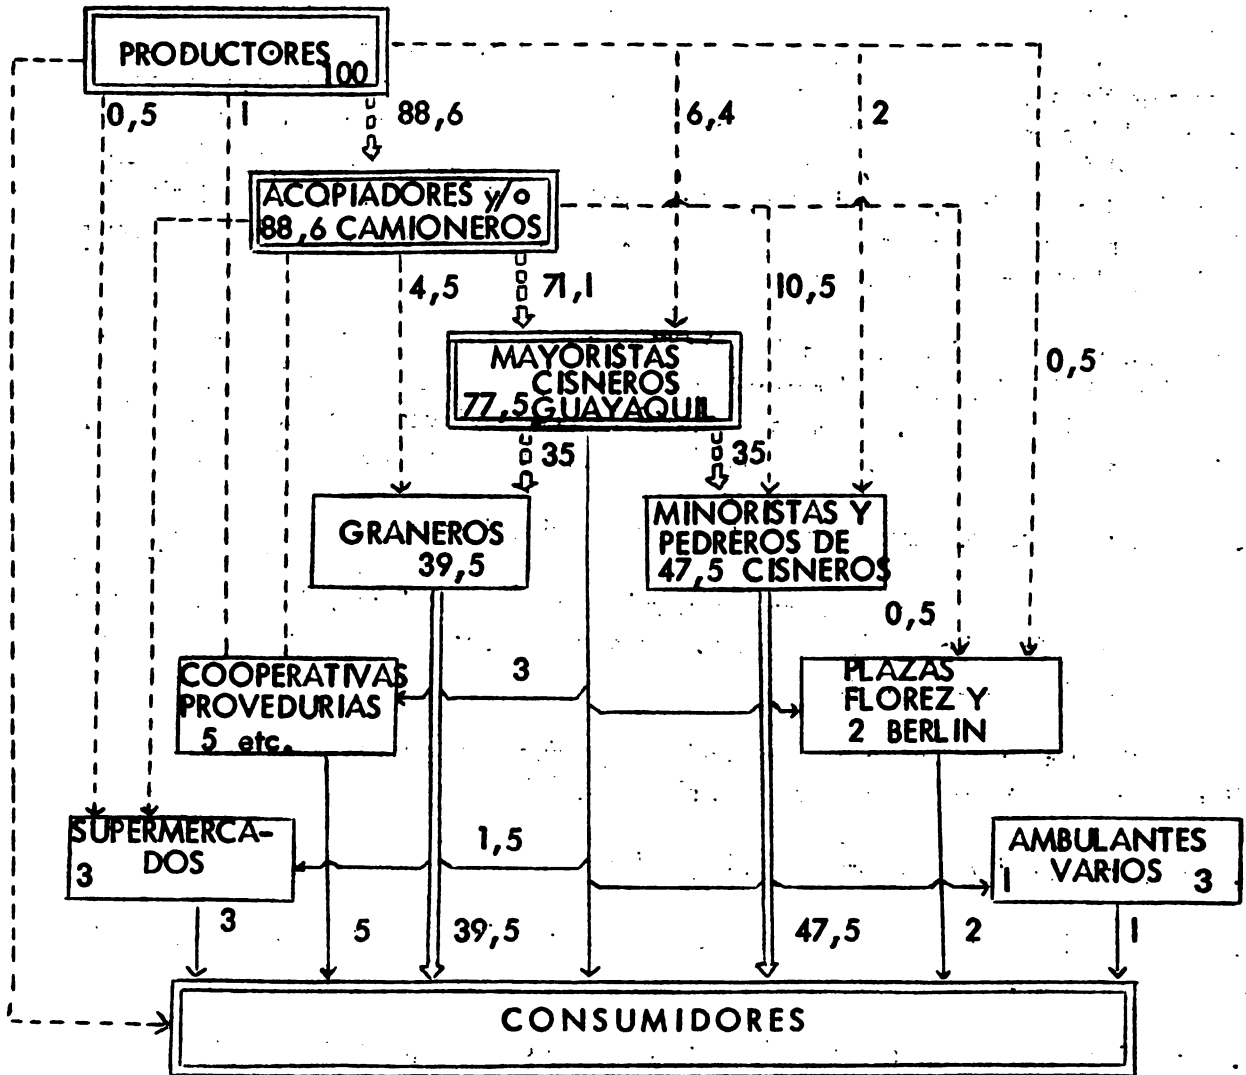 PRODUCTORES
100
0,5
1
88,6
6,4
2
ACOPIADORES y/o
88,6 CAMIONEROS
4,5
71,1
10,5
0,5
MAYORISTAS
CISNEROS
77,5 GUAYAQUIL
35
35
GRANEROS
39,5
MINORISTAS Y
PEDREROS DE
47,5 CISNEROS
0,5
COOPERATIVAS
PROVEDURIAS
5 etc.
3
PLAZAS
FLOREZ Y
2 BERLIN
SUPERMERCA-
DOS
3
1,5
AMBULANTES
VARIOS 3
1
3
5
39,5
47,5
2
1
CONSUMIDORES